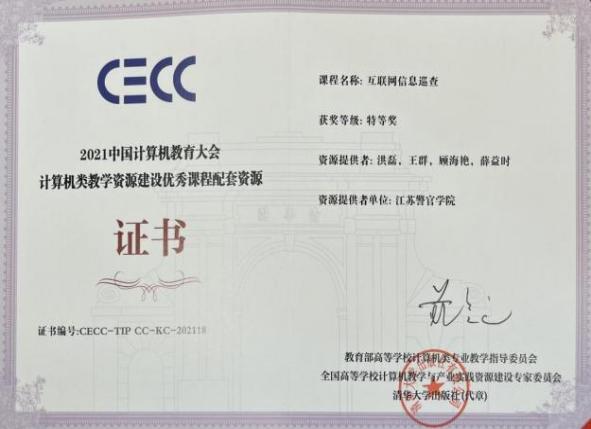 CECC
2021中国计算机教育大会
计算机类教学资源建设优秀课程配套资源
证书
证书编号:CECC-TIP CC-KC-202118
课程名称: 互联网信息巡查
获奖等级: 特等奖
资源提供者: 洪磊, 王群, 顾海艳, 薛益时
资源提供者单位: 江苏警官学院
教育部高等学校计算机类专业教学指导委员会
全国高等学校计算机教学与产业实践资源建设专家委员会
清华大学出版社(代章)